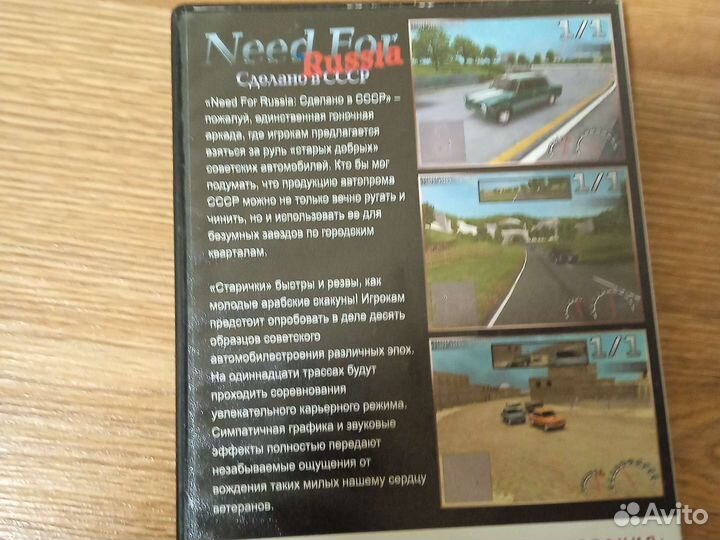 Need For
Russia
Сделано в СССР
«Need For Russia: Сделано в СССР» –
пожалуй, единственная гоночная
аркада, где игрокам предлагается
взяться за руль «старых добрых»
советских автомобилей. Кто бы мог
подумать, что продукцию автопрома
СССР можно не только вечно ругать и
чинить, но и использовать ее для
безумных заездов по городским
кварталам.
«Старички» быстры и резвы, как
молодые арабские скакуны! Игрокам
предстоит опробовать в деле десять
образцов советского
автомобилестроения различных эпох.
На одиннадцати трассах будут
проходить соревнования
увлекательного карьерного режима.
Симпатичная графика и звуковые
эффекты полностью передают
незабываемые ощущения от
вождения таких милых нашему сердцу
ветеранов.
1/1
1/1
1/1
Avito